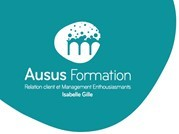 Ausus Formation
Relation client et Management Enthousiasmants
Isabelle Gille